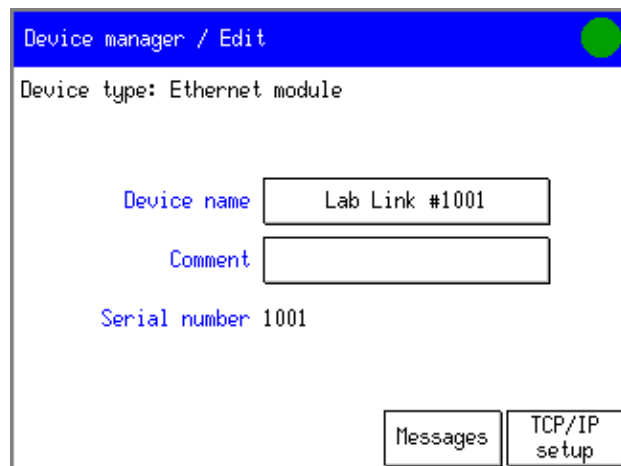 Device manager / Edit
Device type: Ethernet module
Device name Lab Link #1001
Comment
Serial number 1001
Messages
TCP/IP
setup